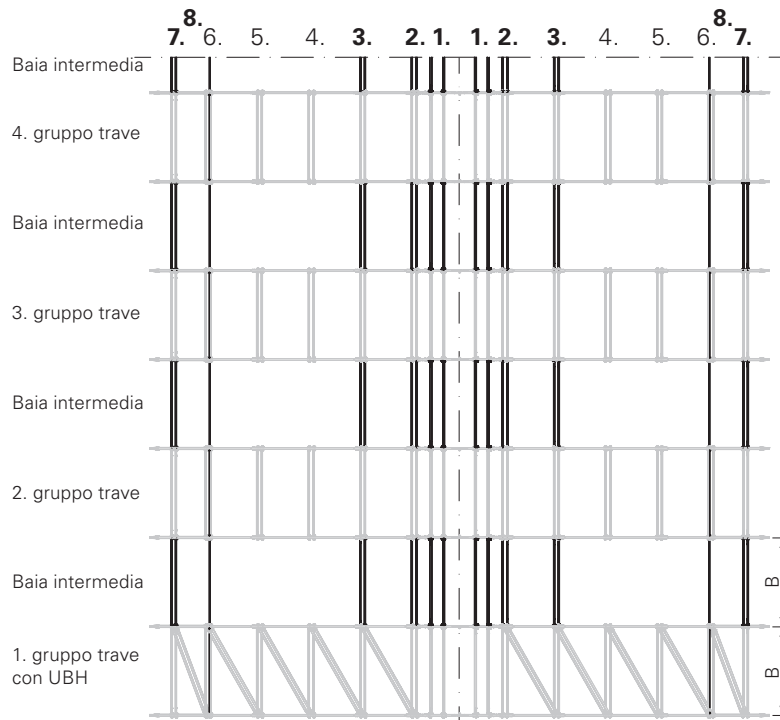 8. 8.
7. 6. 5. 4. 3. 2. 1. 1. 2. 3. 4. 5. 6. 7.
Baia intermedia
4. gruppo trave
Baia intermedia
3. gruppo trave
Baia intermedia
2. gruppo trave
Baia intermedia
B
1. gruppo trave
con UBH
B